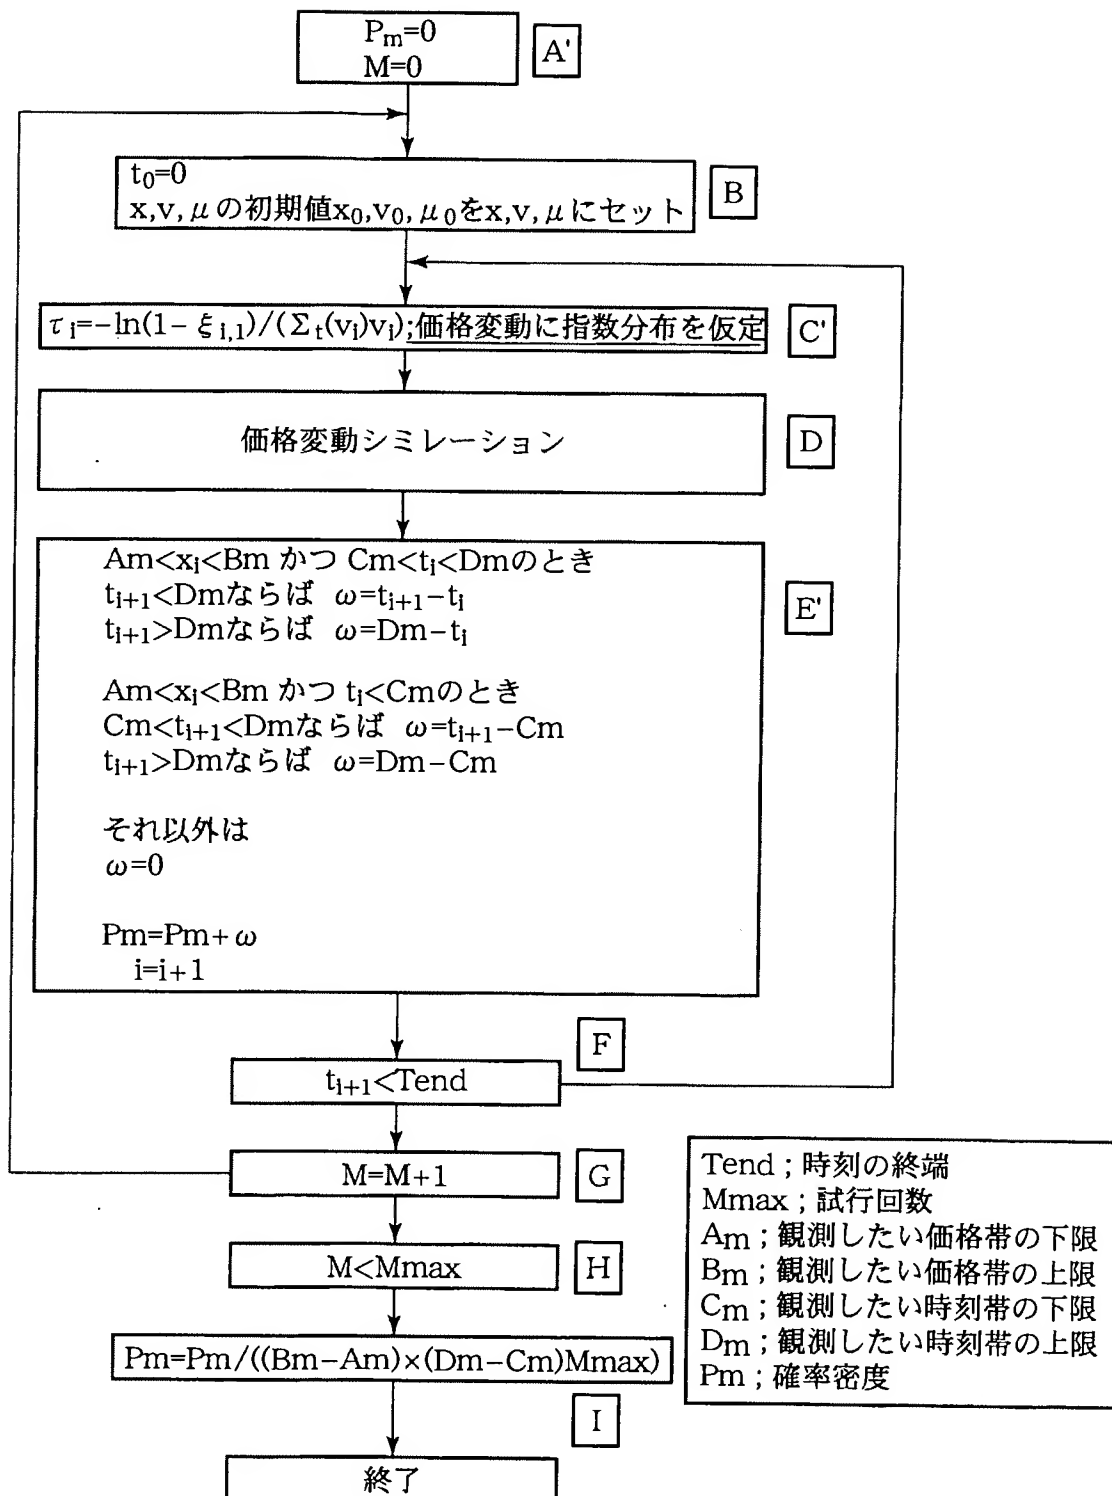 Pm=0
M=0
A'
t0=0
x,v,μの初期値x0,v0,μ0をx,v,μにセット
B
τi=-ln(1-ξi,1)/(Σt(vi)vi);価格変動に指数分布を仮定
C'
価格変動シミレーション
D
Am<xi<Bm かつ Cm<ti<Dmのとき
ti+1<Dmならば ω=ti+1-ti
ti+1>Dmならば ω=Dm-ti
Am<xi<Bm かつ ti<Cmのとき
Cm<ti+1<Dmならば ω=ti+1-Cm
ti+1>Dmならば ω=Dm-Cm
それ以外は
ω=0
Pm=Pm+ω
i=i+1
E'
F
ti+1<Tend
M=M+1
G
M<Mmax
H
Pm=Pm/((Bm-Am)×(Dm-Cm)Mmax)
I
終了
Tend ; 時刻の終端
Mmax ; 試行回数
Am ; 観測したい価格帯の下限
Bm ; 観測したい価格帯の上限
Cm ; 観測したい時刻帯の下限
Dm ; 観測したい時刻帯の上限
Pm ; 確率密度